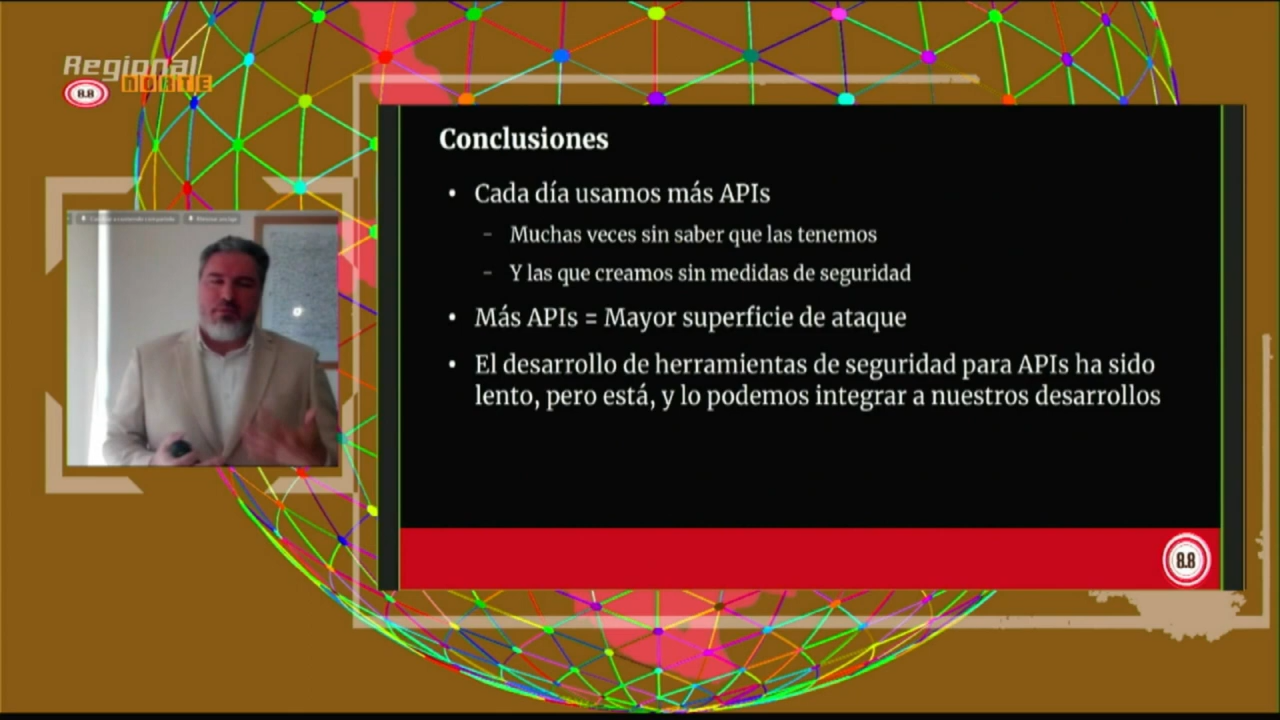 Regional
NORTE
8.8
Conclusiones
• Cada día usamos más APIs
- Muchas veces sin saber que las tenemos
- Y las que creamos sin medidas de seguridad
• Más APIs = Mayor superficie de ataque
• El desarrollo de herramientas de seguridad para APIs ha sido
lento, pero está, y lo podemos integrar a nuestros desarrollos
8.8